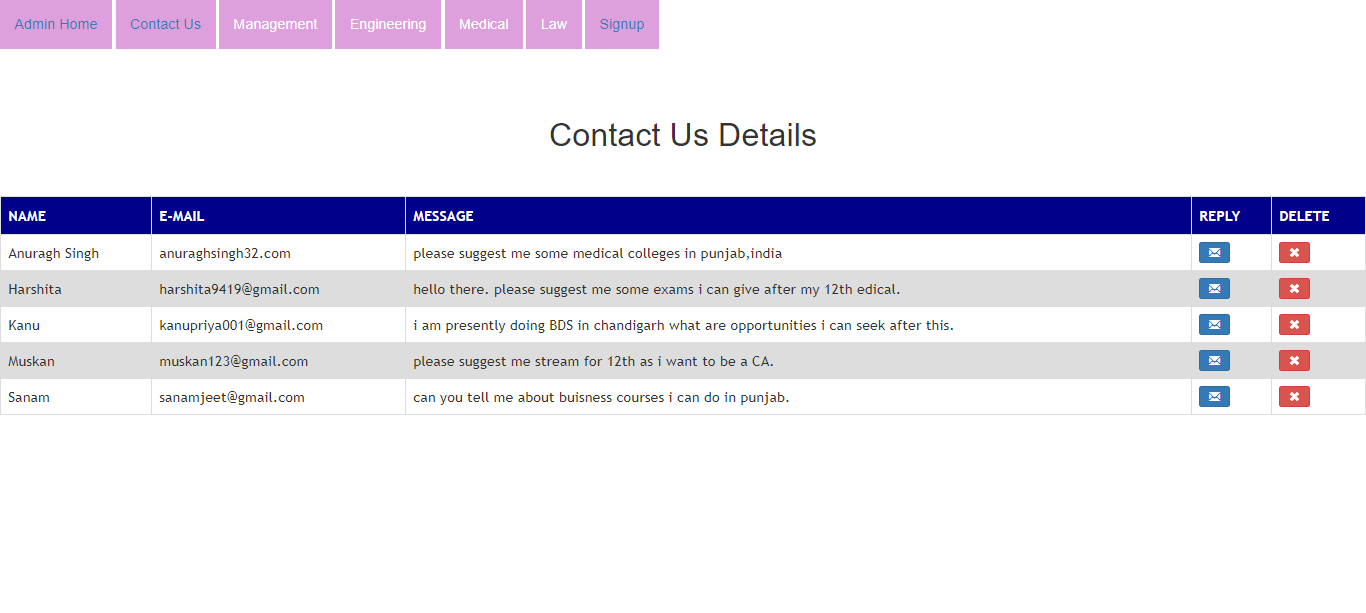 Admin Home Contact Us Management Engineering Medical Law Signup
Contact Us Details
NAME E-MAIL MESSAGE REPLY DELETE
Anuragh Singh anuraghsingh32.com please suggest me some medical colleges in punjab,india
Harshita harshita9419@gmail.com hello there. please suggest me some exams i can give after my 12th edical.
Kanu kanupriya001@gmail.com i am presently doing BDS in chandigarh what are opportunities i can seek after this.
Muskan muskan123@gmail.com please suggest me stream for 12th as i want to be a CA.
Sanam sanamjeet@gmail.com can you tell me about buisness courses i can do in punjab.